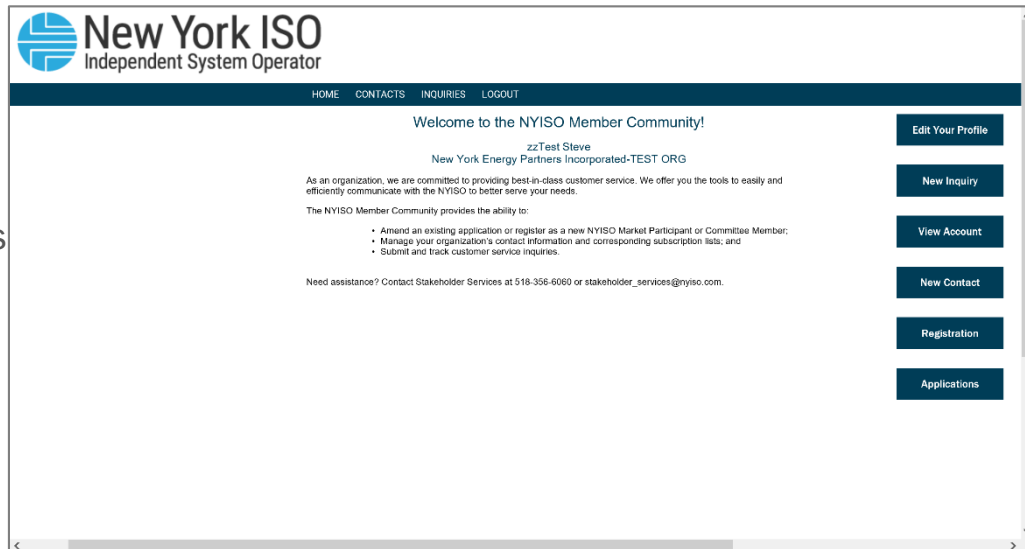 New York ISO
Independent System Operator
HOME CONTACTS INQUIRIES LOGOUT
Welcome to the NYISO Member Community!
zzTest Steve
New York Energy Partners Incorporated-TEST ORG
As an organization, we are committed to providing best-in-class customer service. We offer you the tools to easily and
efficiently communicate with the NYISO to better serve your needs.
The NYISO Member Community provides the ability to:
• Amend an existing application or register as a new NYISO Market Participant or Committee Member;
• Manage your organization's contact information and corresponding subscription lists; and
• Submit and track customer service inquiries.
Need assistance? Contact Stakeholder Services at 518-356-6060 or stakeholder_services@nyiso.com.
Edit Your Profile
New Inquiry
View Account
New Contact
Registration
Applications